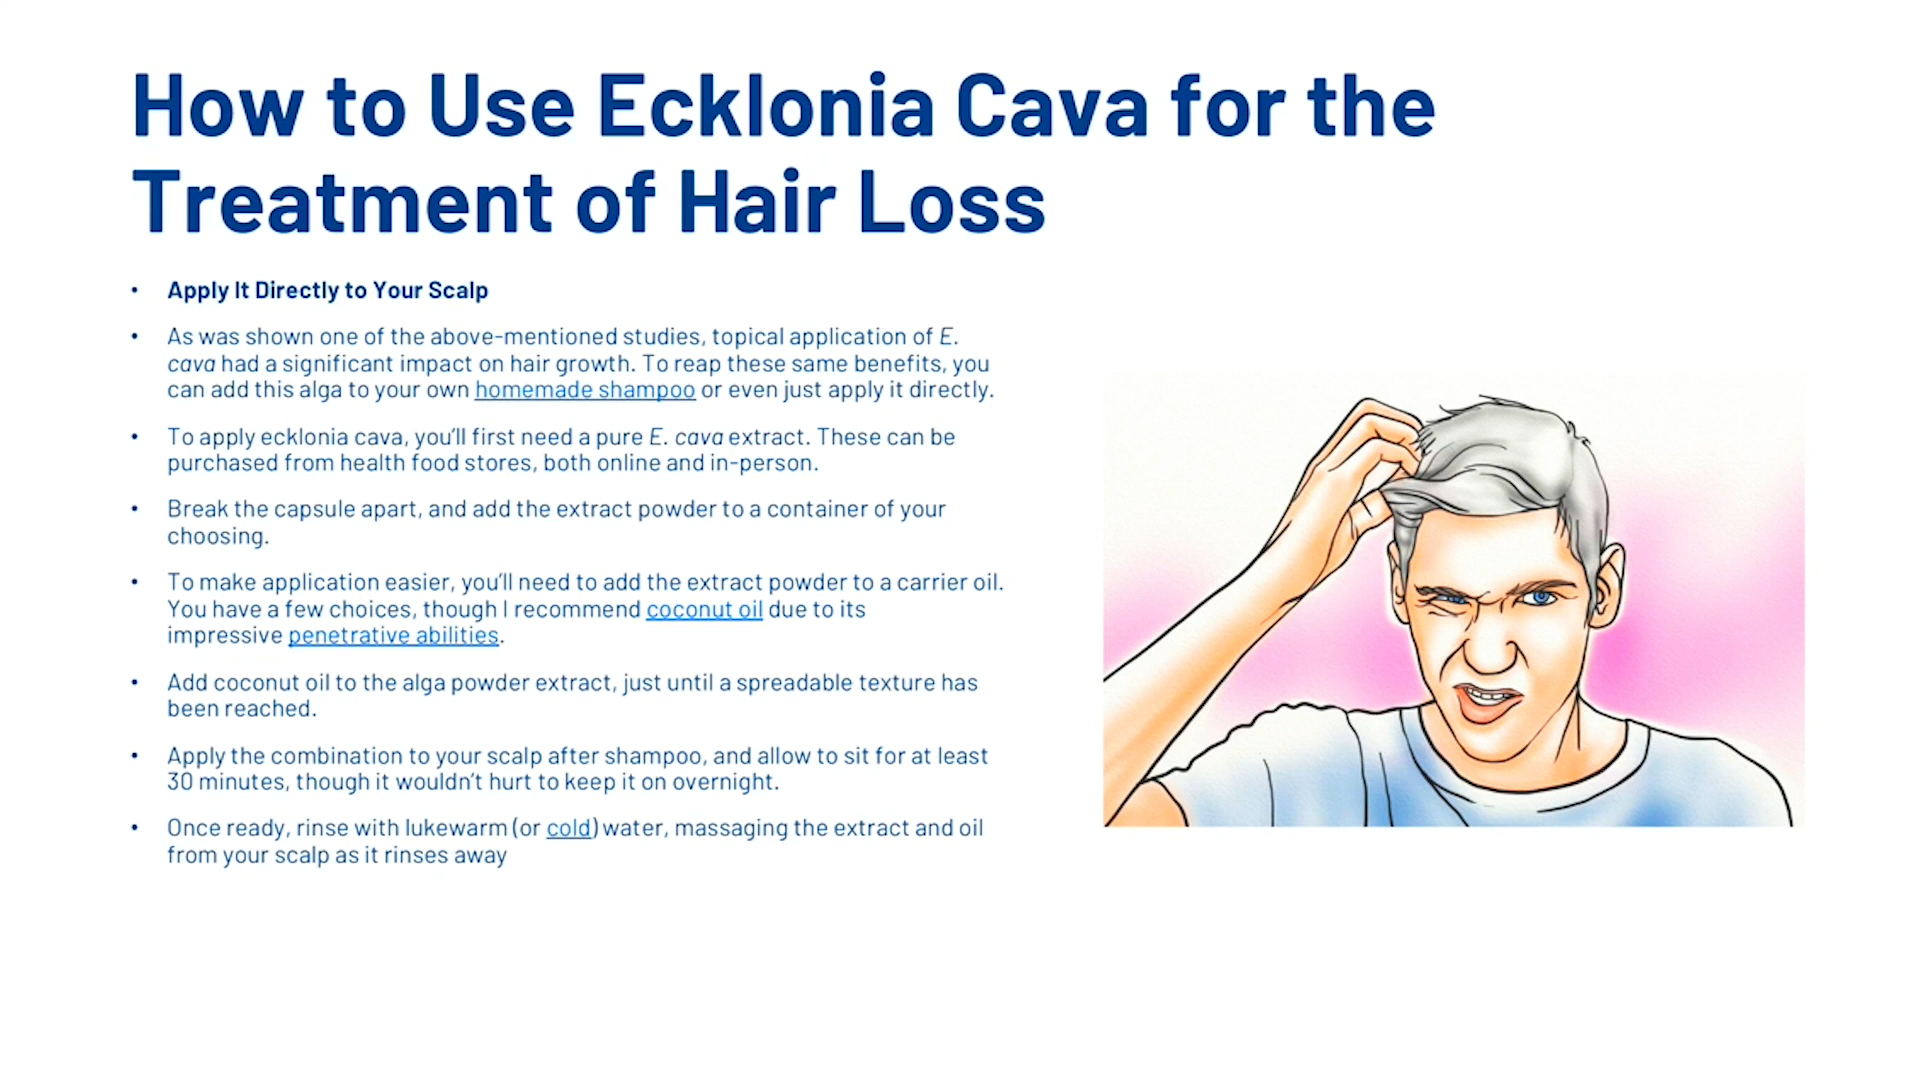 How to Use Ecklonia Cava for the
Treatment of Hair Loss
• Apply It Directly to Your Scalp
• As was shown one of the above-mentioned studies, topical application of E.
cava had a significant impact on hair growth. To reap these same benefits, you
can add this alga to your own homemade shampoo or even just apply it directly.
• To apply ecklonia cava, you'll first need a pure E. cava extract. These can be
purchased from health food stores, both online and in-person.
• Break the capsule apart, and add the extract powder to a container of your
choosing.
• To make application easier, you'll need to add the extract powder to a carrier oil.
You have a few choices, though I recommend coconut oil due to its
impressive penetrative abilities.
• Add coconut oil to the alga powder extract, just until a spreadable texture has
been reached.
• Apply the combination to your scalp after shampoo, and allow to sit for at least
30 minutes, though it wouldn't hurt to keep it on overnight.
• Once ready, rinse with lukewarm (or cold) water, massaging the extract and oil
from your scalp as it rinses away